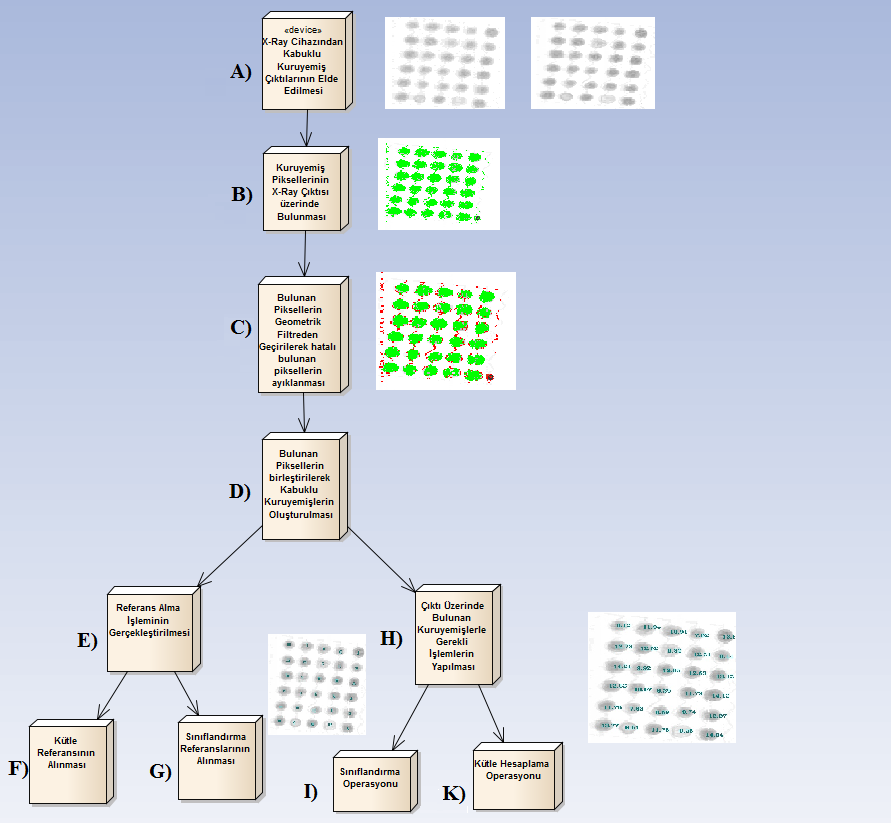 A)
«device»
X-Ray Cihazından
Kabuklu
Kuruyemiş
Çıktılarının Elde
Edilmesi
B)
Kuruyemiş
Piksellerinin
X-Ray Çıktısı
üzerinde
Bulunması
C)
Bulunan
Piksellerin
Geometrik
Filtreden
Geçirilerek hatalı
bulunan
piksellerin
ayıklanması
D)
Bulunan
Piksellerin
birleştirilerek
Kabuklu
Kuruyemişlerin
Oluşturulması
E)
Referans Alma
İşleminin
Gerçekleştirilmesi
H)
Çıktı Üzerinde
Bulunan
Kuruyemişlerle
Gerekli
İşlemlerin
Yapılması
F)
Kütle
Referansının
Alınması
G)
Sınıflandırma
Referanslarının
Alınması
I)
Sınıflandırma
Operasyonu
K)
Kütle Hesaplama
Operasyonu